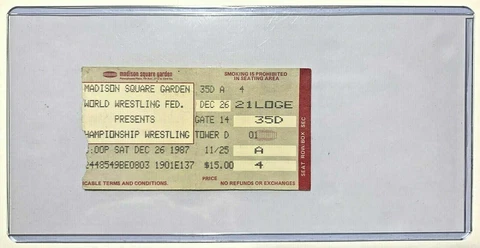 madison square garden
SMOKING IS PROHIBITED
IN SEATING AREA
MADISON SQUARE GARDEN 35D A 4
WORLD WRESTLING FED. DEC 26 21LOGE
PRESENTS GATE 14 35D
CHAMPIONSHIP WRESTLING TOWER D 01
:00P SAT DEC 26 1987 11/25 A
2448549BE0803 1901E137 $15.00 4
PRICE
CABLE TERMS AND CONDITIONS. NO REFUNDS OR EXCHANGES
SEAT ROW/BOX SEC